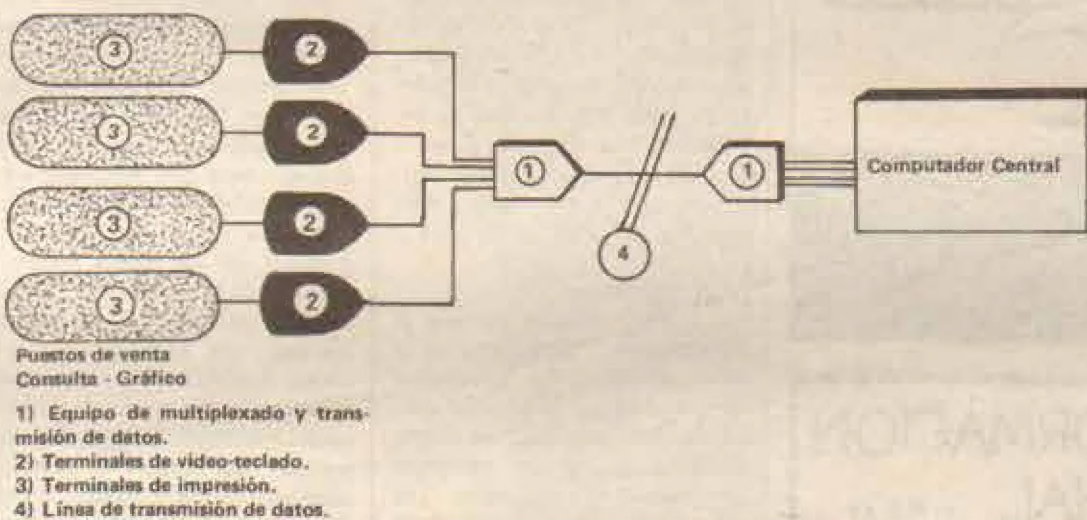 3 2
3 2
1 1 Computador Central
3 2
4
3 2
Puestos de venta
Consulta - Gráfico
1) Equipo de multiplexado y trans-
misión de datos.
2) Terminales de video-teclado.
3) Terminales de impresión.
4) Línea de transmisión de datos.